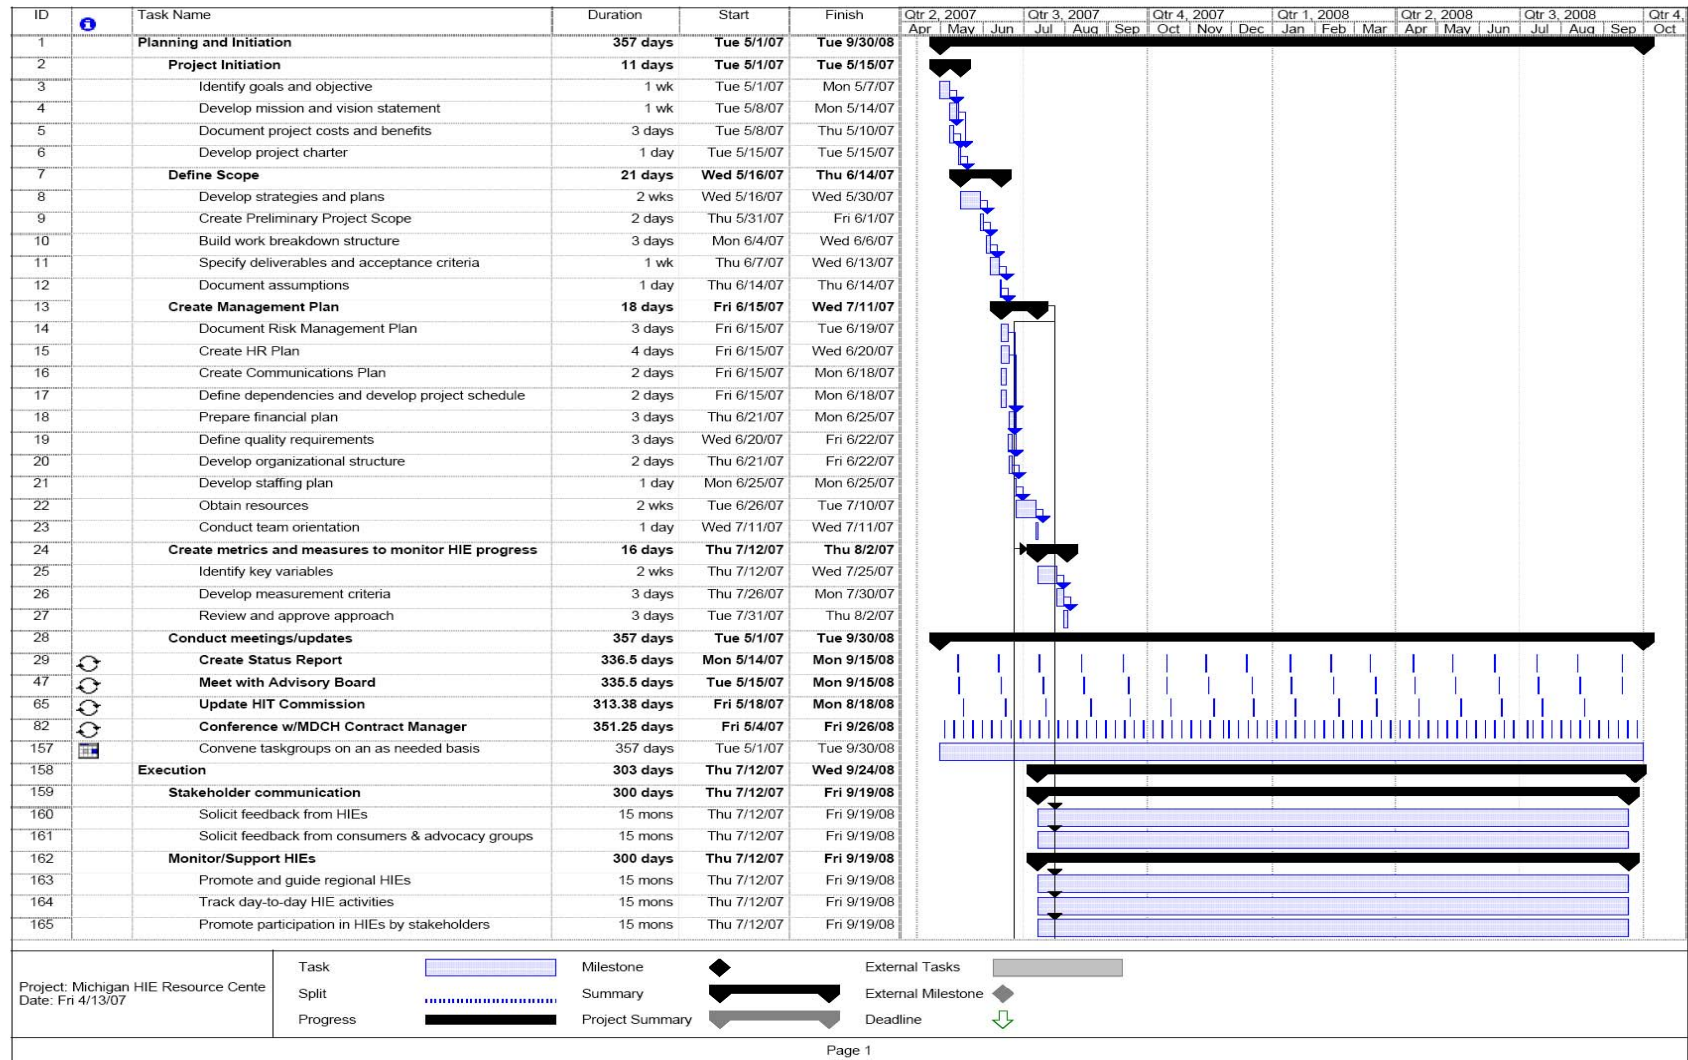 ID Task Name Duration Start Finish Qtr 2, 2007 Qtr 3, 2007 Qtr 4, 2007 Qtr 1, 2008 Qtr 2, 2008 Qtr 3, 2008 Qtr 4,
Apr May Jun Jul Aug Sep Oct Nov Dec Jan Feb Mar Apr May Jun Jul Aug Sep Oct
1 Planning and Initiation 357 days Tue 5/1/07 Tue 9/30/08
2 Project Initiation 11 days Tue 5/1/07 Tue 5/15/07
3 Identify goals and objective 1 wk Tue 5/1/07 Mon 5/7/07
4 Develop mission and vision statement 1 wk Tue 5/8/07 Mon 5/14/07
5 Document project costs and benefits 3 days Tue 5/8/07 Thu 5/10/07
6 Develop project charter 1 day Tue 5/15/07 Tue 5/15/07
7 Define Scope 21 days Wed 5/16/07 Thu 6/14/07
8 Develop strategies and plans 2 wks Wed 5/16/07 Wed 5/30/07
9 Create Preliminary Project Scope 2 days Thu 5/31/07 Fri 6/1/07
10 Build work breakdown structure 3 days Mon 6/4/07 Wed 6/6/07
11 Specify deliverables and acceptance criteria 1 wk Thu 6/7/07 Wed 6/13/07
12 Document assumptions 1 day Thu 6/14/07 Thu 6/14/07
13 Create Management Plan 18 days Fri 6/15/07 Wed 7/11/07
14 Document Risk Management Plan 3 days Fri 6/15/07 Tue 6/19/07
15 Create HR Plan 4 days Fri 6/15/07 Wed 6/20/07
16 Create Communications Plan 2 days Fri 6/15/07 Mon 6/18/07
17 Define dependencies and develop project schedule 2 days Fri 6/15/07 Mon 6/18/07
18 Prepare financial plan 3 days Thu 6/21/07 Mon 6/25/07
19 Define quality requirements 3 days Wed 6/20/07 Fri 6/22/07
20 Develop organizational structure 2 days Thu 6/21/07 Fri 6/22/07
21 Develop staffing plan 1 day Mon 6/25/07 Mon 6/25/07
22 Obtain resources 2 wks Tue 6/26/07 Tue 7/10/07
23 Conduct team orientation 1 day Wed 7/11/07 Wed 7/11/07
24 Create metrics and measures to monitor HIE progress 16 days Thu 7/12/07 Thu 8/2/07
25 Identify key variables 2 wks Thu 7/12/07 Wed 7/25/07
26 Develop measurement criteria 3 days Thu 7/26/07 Mon 7/30/07
27 Review and approve approach 3 days Tue 7/31/07 Thu 8/2/07
28 Conduct meetings/updates 357 days Tue 5/1/07 Tue 9/30/08
29 Create Status Report 336.5 days Mon 5/14/07 Mon 9/15/08
47 Meet with Advisory Board 335.5 days Tue 5/15/07 Mon 9/15/08
65 Update HIT Commission 313.38 days Fri 5/18/07 Mon 8/18/08
82 Conference w/MDCH Contract Manager 351.25 days Fri 5/4/07 Fri 9/26/08
157 Convene taskgroups on an as needed basis 357 days Tue 5/1/07 Tue 9/30/08
158 Execution 303 days Thu 7/12/07 Wed 9/24/08
159 Stakeholder communication 300 days Thu 7/12/07 Fri 9/19/08
160 Solicit feedback from HIEs 15 mons Thu 7/12/07 Fri 9/19/08
161 Solicit feedback from consumers & advocacy groups 15 mons Thu 7/12/07 Fri 9/19/08
162 Monitor/Support HIEs 300 days Thu 7/12/07 Fri 9/19/08
163 Promote and guide regional HIEs 15 mons Thu 7/12/07 Fri 9/19/08
164 Track day-to-day HIE activities 15 mons Thu 7/12/07 Fri 9/19/08
165 Promote participation in HIEs by stakeholders 15 mons Thu 7/12/07 Fri 9/19/08
Project: Michigan HIE Resource Cente
Date: Fri 4/13/07
Task Milestone External Tasks
Split Summary External Milestone
Progress Project Summary Deadline
Page 1